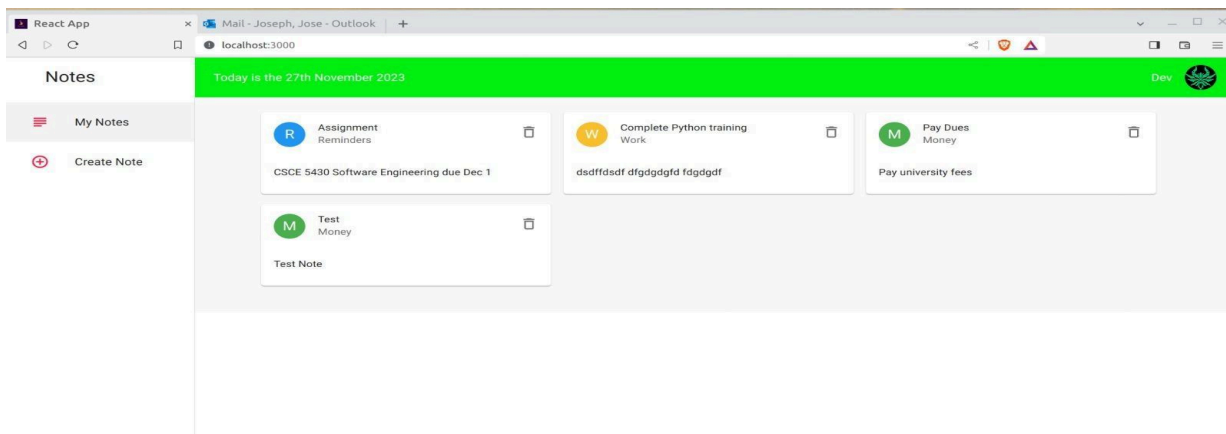 React App
Mail - Joseph, Jose - Outlook
localhost:3000
Notes
Today is the 27th November 2023
Dev
My Notes
Create Note
R
Assignment
Reminders
CSCE 5430 Software Engineering due Dec 1
W
Complete Python training
Work
dsdffdsdf dfgdgdgfd fdgdgdf
M
Pay Dues
Money
Pay university fees
M
Test
Money
Test Note